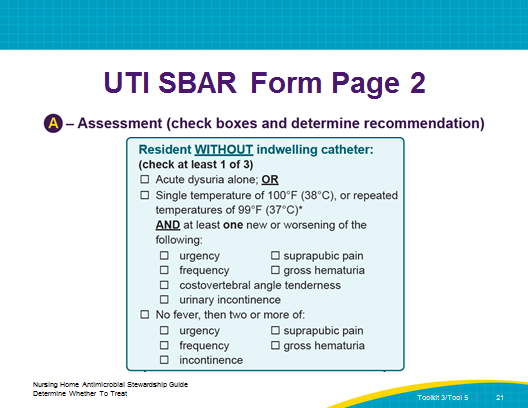 UTI SBAR Form Page 2
A – Assessment (check boxes and determine recommendation)
Resident WITHOUT indwelling catheter:
(check at least 1 of 3)
☐ Acute dysuria alone; OR
☐ Single temperature of 100°F (38°C), or repeated
temperatures of 99°F (37°C)*
AND at least one new or worsening of the
following:
☐ urgency ☐ suprapubic pain
☐ frequency ☐ gross hematuria
☐ costovertebral angle tenderness
☐ urinary incontinence
☐ No fever, then two or more of:
☐ urgency ☐ suprapubic pain
☐ frequency ☐ gross hematuria
☐ incontinence
Nursing Home Antimicrobial Stewardship Guide
Determine Whether To Treat
Toolkit 3/Tool 5 21